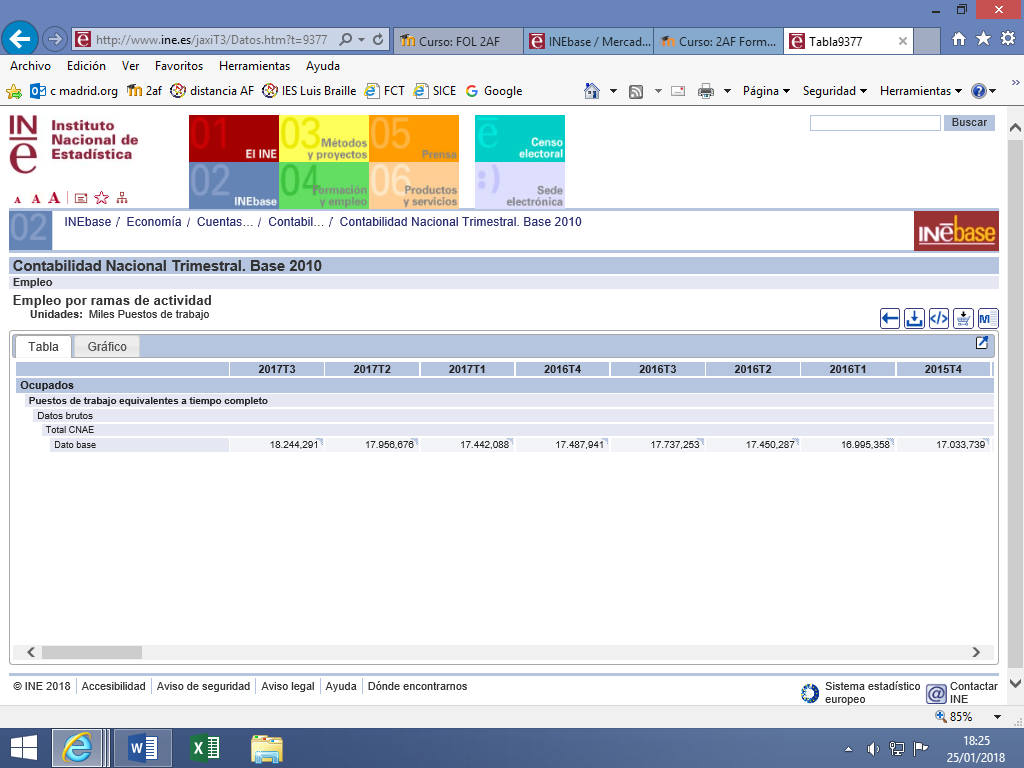 http://www.ine.es/jaxiT3/Datos.htm?t=9377
Curso: FOL 2AF
INEbase / Mercad...
Curso: 2AF Form...
Tabla9377
Archivo Edición Ver Favoritos Herramientas Ayuda
c madrid.org 2af distancia AF IES Luis Braille FCT SICE Google
Página Seguridad Herramientas
INe
Instituto
Nacional de
Estadística
01 El INE
03 Métodos y proyectos
05 Prensa
ē Censo electoral
02 INEbase
04 Formación y empleo
06 Productos y servicios
:) Sede electrónica
Buscar
A A A
02
INEbase / Economía / Cuentas... / Contabil... / Contabilidad Nacional Trimestral. Base 2010
INēbase
Contabilidad Nacional Trimestral. Base 2010
Empleo
Empleo por ramas de actividad
Unidades: Miles Puestos de trabajo
Tabla Gráfico
2017T3 2017T2 2017T1 2016T4 2016T3 2016T2 2016T1 2015T4
Ocupados
Puestos de trabajo equivalentes a tiempo completo
Datos brutos
Total CNAE
Dato base 18.244,291 17.956,676 17.442,088 17.487,941 17.737,253 17.450,287 16.995,358 17.033,739
© INE 2018 Accesibilidad Aviso de seguridad Aviso legal Ayuda Dónde encontrarnos
Sistema estadístico
europeo
Contactar
INE
85%
18:25
25/01/2018